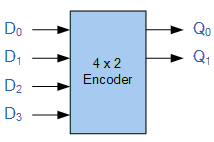 D₀ Q₀
D₁ Q₁
4 x 2
D₂ Encoder
D₃